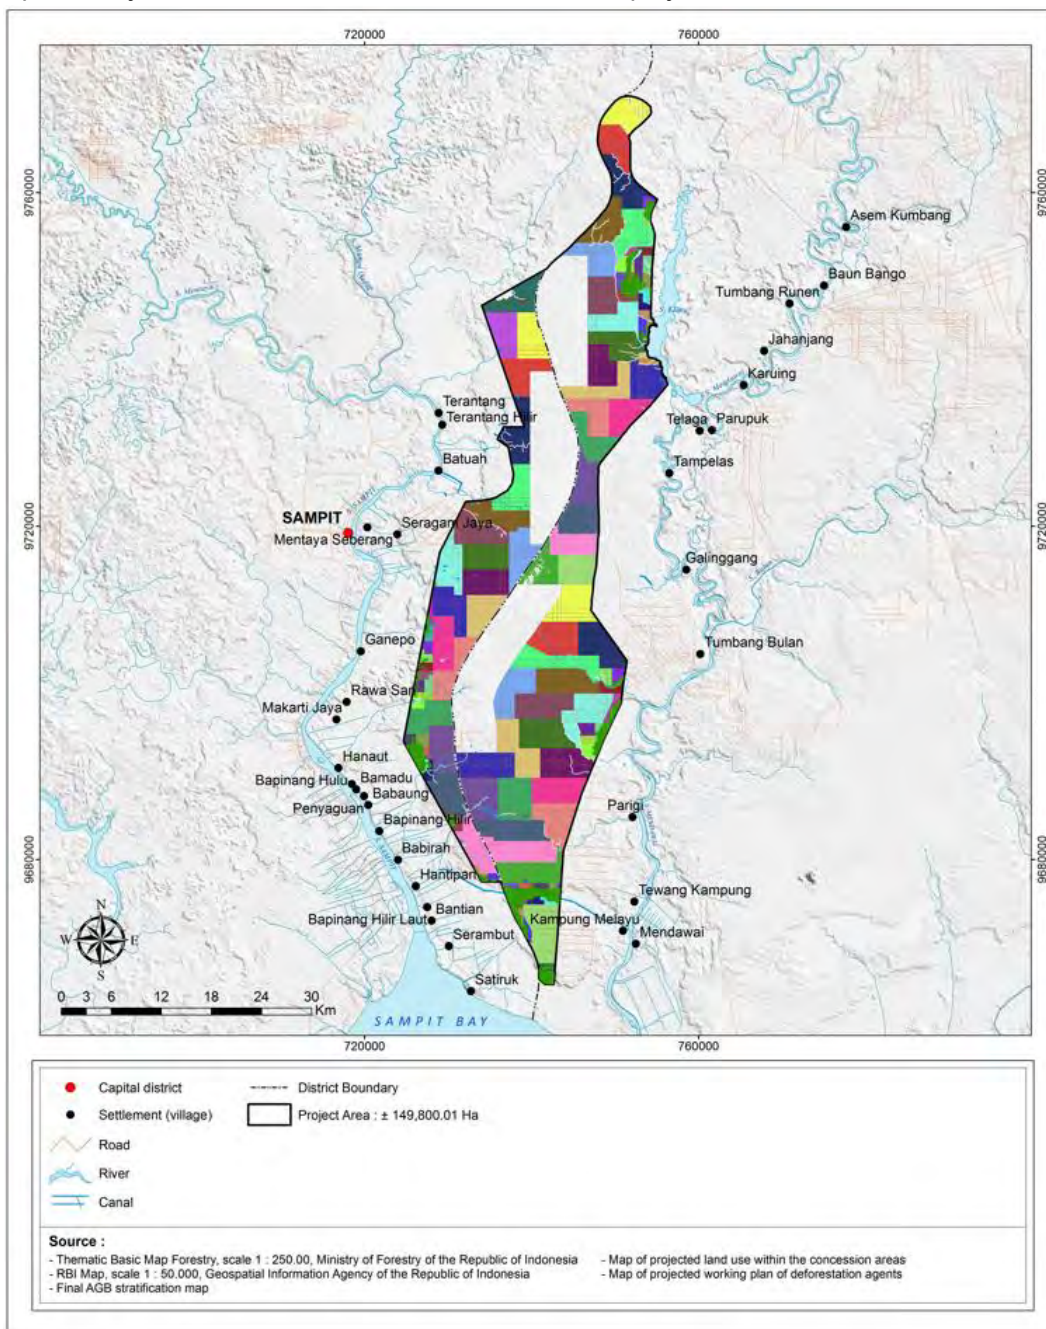 720000
760000
9760000
9760000
Asem Kumbang
Baun Bango
Tumbang Runen
Jahanjang
Karuing
Terantang
Terantang Hilir
Telaga
Parupuk
Batuah
Tampelas
SAMPIT
S. SAMPIT
Seragam Jaya
Mentaya Seberang
9720000
9720000
Galinggang
Ganepo
Tumbang Bulan
Rawa Sari
Makarti Jaya
Hanaut
Bapinang Hulu
Bamadu
Babaung
Penyaguan
Bapinang Hilir
Parigi
Babirah
9680000
9680000
Hantipan
Tewang Kampung
Bantian
Bapinang Hilir Laut
Kampung Melayu
Mendawai
Serambut
Satiruk
N
W
E
S
0 3 6 12 18 24 30
Km
SAMPIT BAY
720000
760000
Capital district
District Boundary
Settlement (village)
Project Area : ± 149,800.01 Ha
Road
River
Canal
Source :
- Thematic Basic Map Forestry, scale 1 : 250.00, Ministry of Forestry of the Republic of Indonesia
- Map of projected land use within the concession areas
- RBI Map, scale 1 : 50.000, Geospatial Information Agency of the Republic of Indonesia
- Map of projected working plan of deforestation agents
- Final AGB stratification map